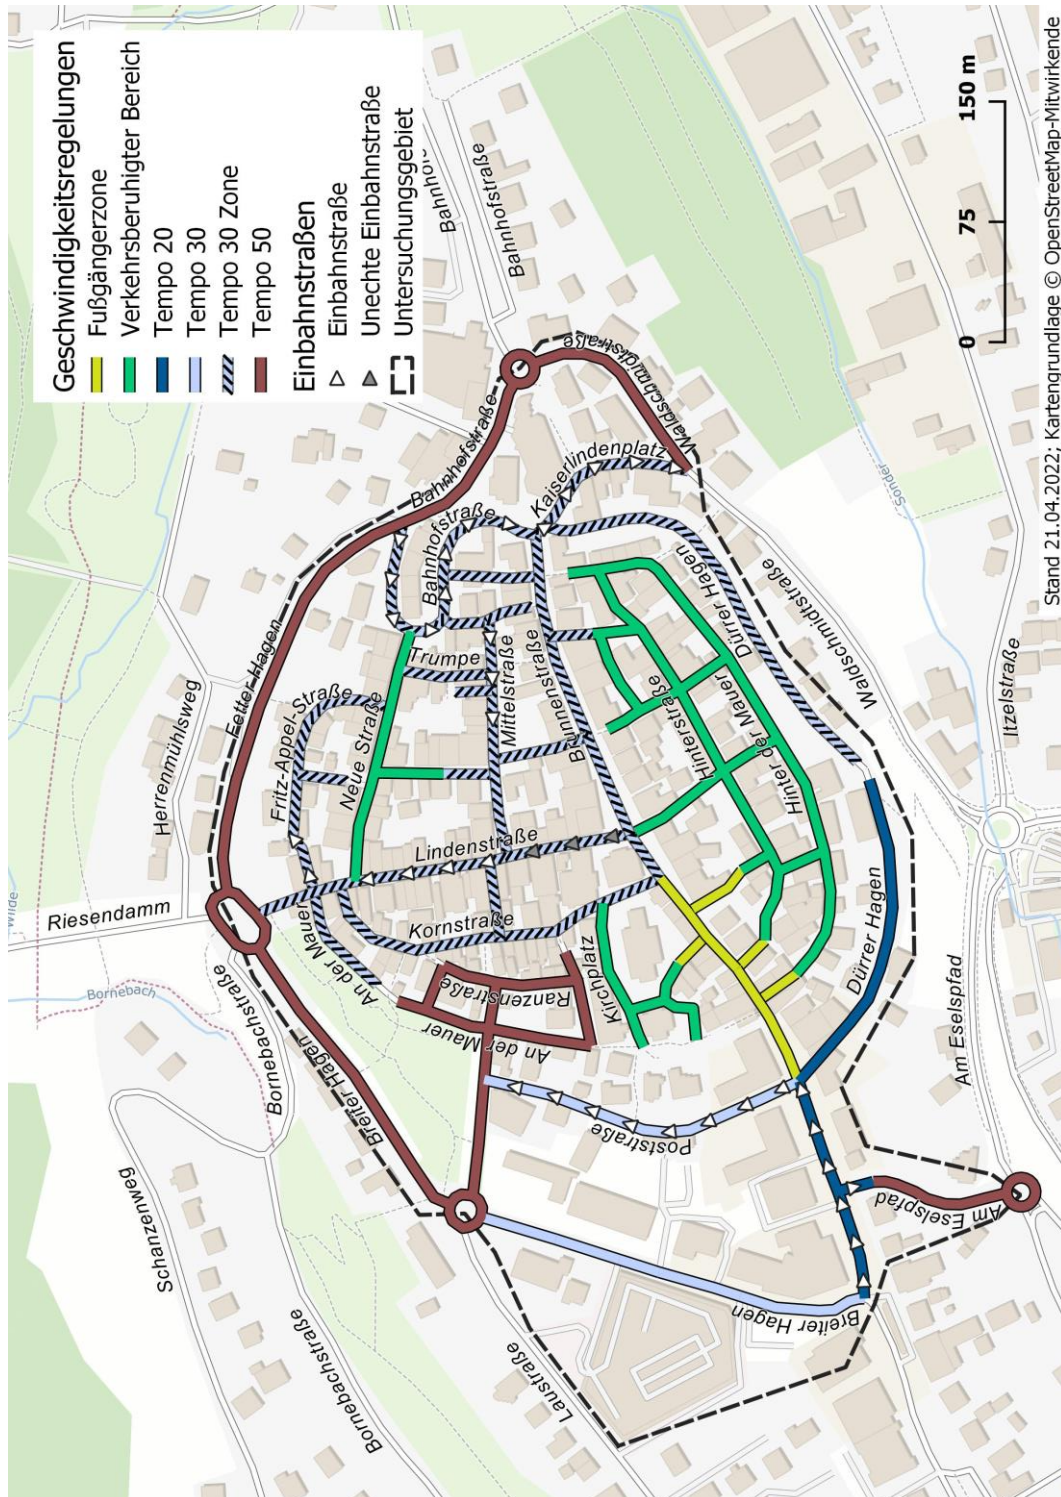 Geschwindigkeitsregelungen
Fußgängerzone
Verkehrsberuhigter Bereich
Tempo 20
Tempo 30
Tempo 30 Zone
Tempo 50
Einbahnstraßen
Einbahnstraße
Unechte Einbahnstraße
Untersuchungsgebiet
Wilde
Riesendamm
Herrenmühlsweg
Bornebach
Bornebachstraße
Schanzenweg
Bornebachstraße
Laustraße
Fetter Hagen
Bahnhofstraße
Bahnhofs
Bahnhofstraße
Fritz-Appel-Straße
Neue Straße
Trumpe
Bahnhofstraße
Mittelstraße
Lindenstraße
Kornstraße
An der Mauer
Breiter Hagen
Ranzenstraße
An der Mauer
Kirchplatz
Brunnenstraße
Kaiserlindenplatz
Waldschmidtstraße
Hinterstraße
Hinter der Mauer
Dürrer Hagen
Dürrer Hagen
Waldschmidtstraße
Poststraße
Breiter Hagen
Am Eselspfad
Am Eselspfad
Itzelstraße
Sonder
0 75 150 m
Stand 21.04.2022; Kartengrundlage © OpenStreetMap-Mitwirkende